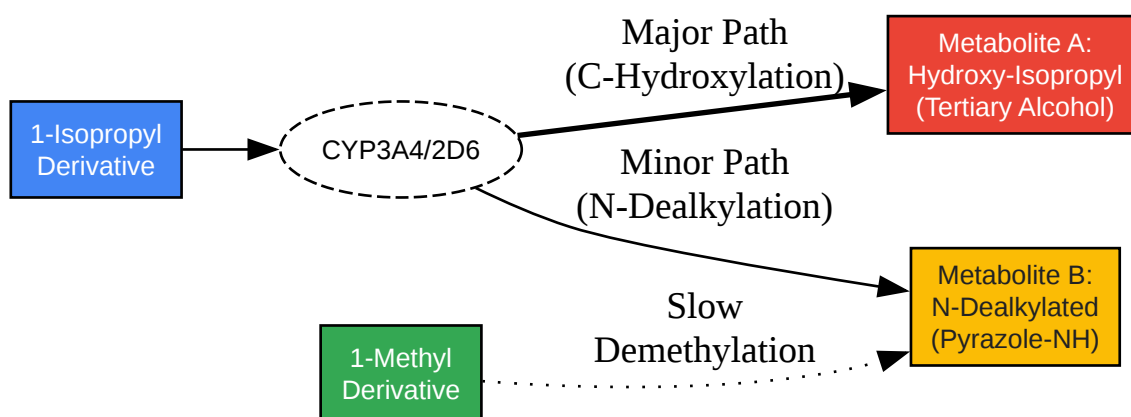 1-Isopropyl
Derivative
CYP3A4/2D6
Major Path
(C-Hydroxylation)
Metabolite A:
Hydroxy-Isopropyl
(Tertiary Alcohol)
Minor Path
(N-Dealkylation)
Metabolite B:
N-Dealkylated
(Pyrazole-NH)
Slow
Demethylation
1-Methyl
Derivative